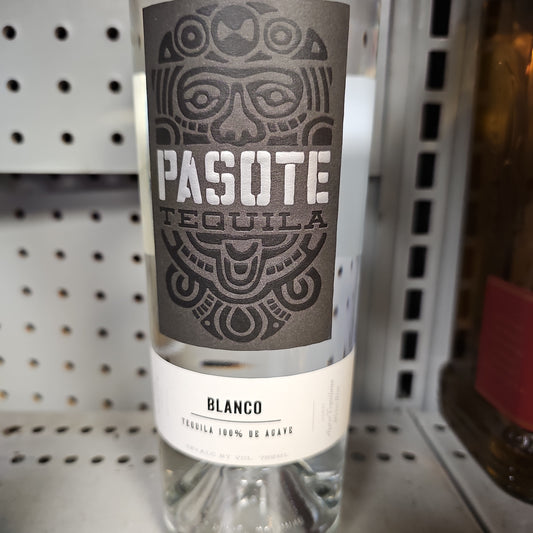 PASOTE
TEQUILA
BLANCO
TEQUILA 100% DE AGAVE